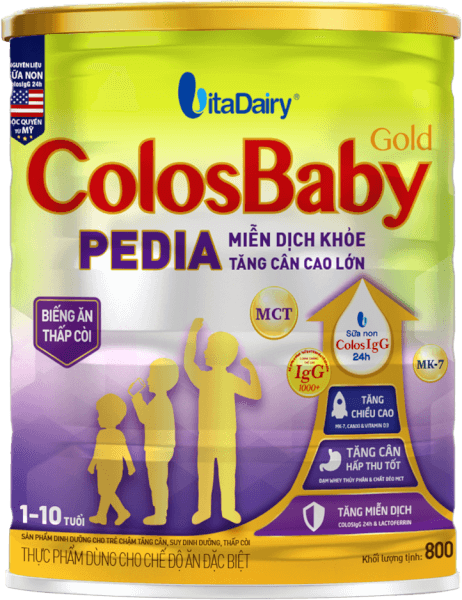 NGUYÊN LIỆU
SỮA NON
ColosIgG 24h
ĐỘC QUYỀN
TỪ MỸ
VitaDairy®
Gold
ColosBaby
PEDIA
MIỄN DỊCH KHỎE
TĂNG CÂN CAO LỚN
BIẾNG ĂN
THẤP CÒI
MCT
Sữa non
ColosIgG
24h
IgG
1000+
MK-7
TĂNG
CHIỀU CAO
MK-7, CANXI & VITAMIN D3
TĂNG CÂN
HẤP THU TỐT
ĐẠM WHEY THỦY PHÂN & CHẤT BÉO MCT
TĂNG MIỄN DỊCH
COLOSIgG 24h & LACTOFERRIN
1-10 TUỔI
SẢN PHẨM DINH DƯỠNG CHO TRẺ CHẬM TĂNG CÂN, SUY DINH DƯỠNG, THẤP CÒI
THỰC PHẨM DÙNG CHO CHẾ ĐỘ ĂN ĐẶC BIỆT
Khối lượng tịnh: 800